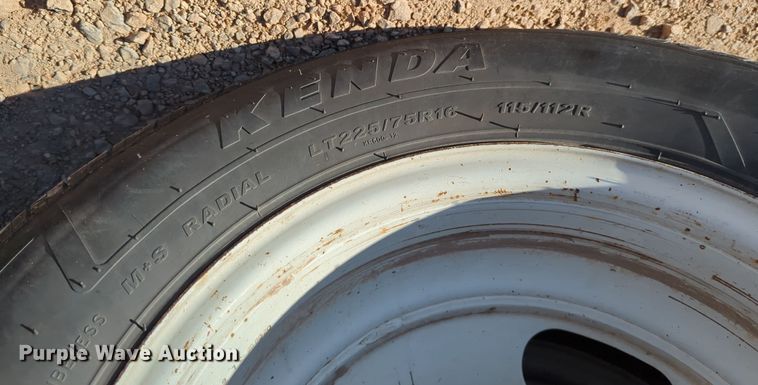 KENDA
LT225/75R16 115/112R
M+S RADIAL
Purple Wave Auction